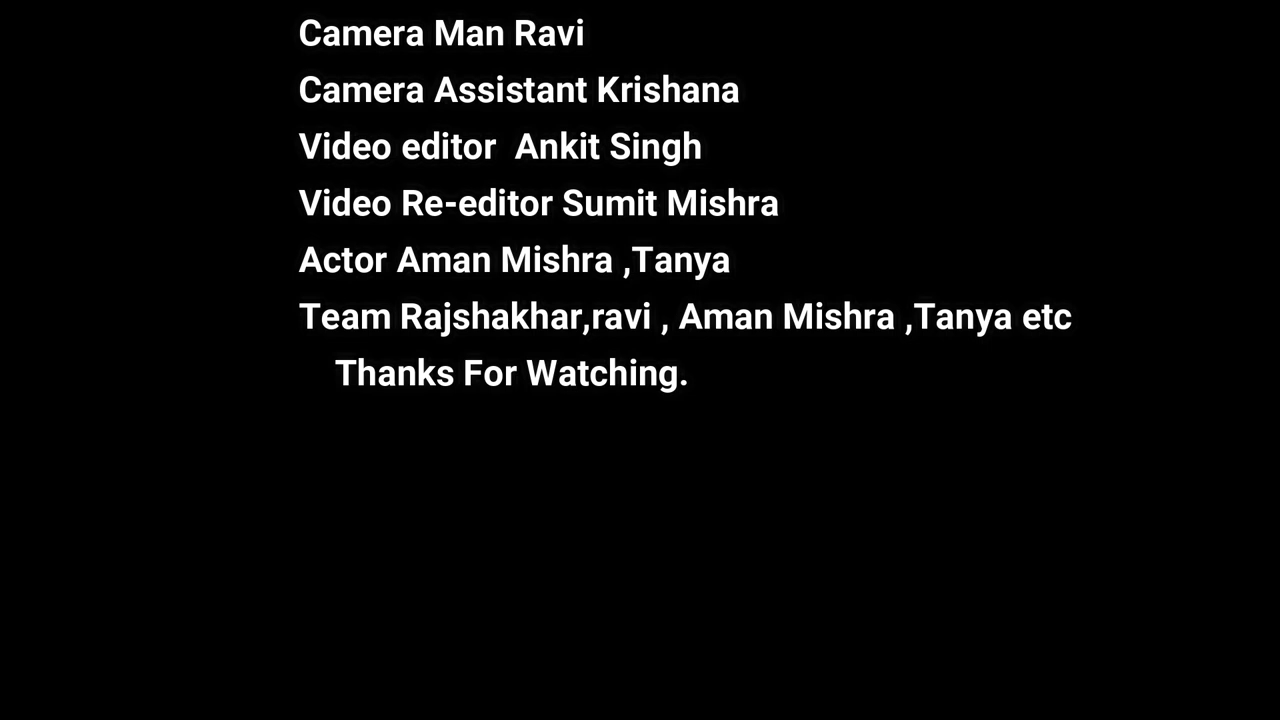 Camera Man Ravi
Camera Assistant Krishana
Video editor  Ankit Singh
Video Re-editor Sumit Mishra
Actor Aman Mishra ,Tanya
Team Rajshakhar,ravi , Aman Mishra ,Tanya etc
Thanks For Watching.